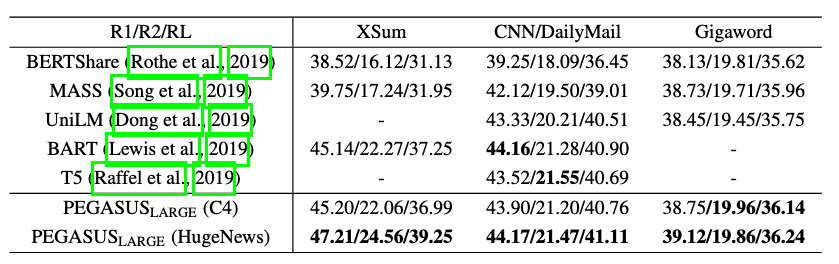 R1/R2/RL XSum CNN/DailyMail Gigaword
BERTShare (Rothe et al., 2019) 38.52/16.12/31.13 39.25/18.09/36.45 38.13/19.81/35.62
MASS (Song et al., 2019) 39.75/17.24/31.95 42.12/19.50/39.01 38.73/19.71/35.96
UniLM (Dong et al., 2019) - 43.33/20.21/40.51 38.45/19.45/35.75
BART (Lewis et al., 2019) 45.14/22.27/37.25 44.16/21.28/40.90 -
T5 (Raffel et al., 2019) - 43.52/21.55/40.69 -
PEGASUSLARGE (C4) 45.20/22.06/36.99 43.90/21.20/40.76 38.75/19.96/36.14
PEGASUSLARGE (HugeNews) 47.21/24.56/39.25 44.17/21.47/41.11 39.12/19.86/36.24